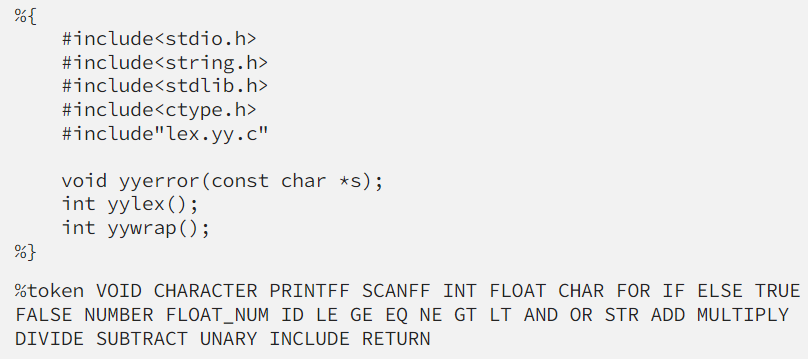 %{
    #include<stdio.h>
    #include<string.h>
    #include<stdlib.h>
    #include<ctype.h>
    #include"lex.yy.c"
    void yyerror(const char *s);
    int yylex();
    int yywrap();
%}
%token VOID CHARACTER PRINTFF SCANFF INT FLOAT CHAR FOR IF ELSE TRUE
FALSE NUMBER FLOAT_NUM ID LE GE EQ NE GT LT AND OR STR ADD MULTIPLY
DIVIDE SUBTRACT UNARY INCLUDE RETURN